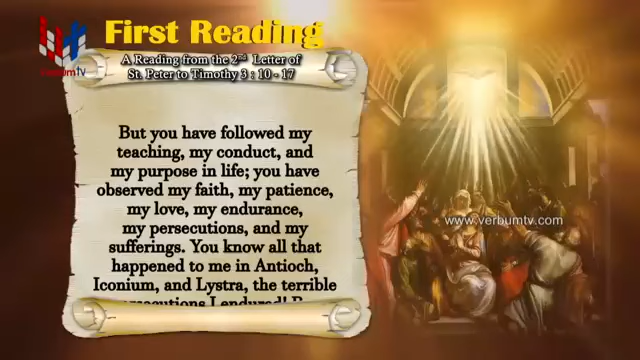 verbumTV
First Reading
A Reading from the 2nd Letter of
St. Peter to Timothy 3 : 10 - 17
But you have followed my
teaching, my conduct, and
my purpose in life; you have
observed my faith, my patience,
my love, my endurance,
my persecutions, and my
sufferings. You know all that
happened to me in Antioch,
Iconium, and Lystra, the terrible
I endured!
www.verbumtv.com